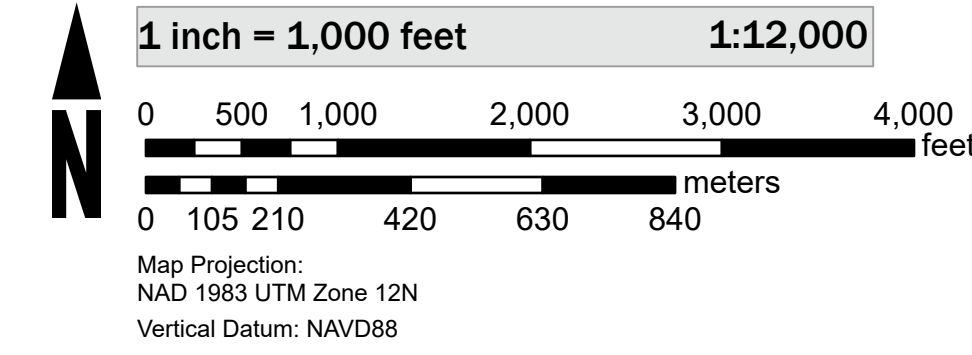 1 inch = 1,000 feet 1:12,000
0 500 1,000 2,000 3,000 4,000
feet
meters
0 105 210 420 630 840
N
Map Projection:
NAD 1983 UTM Zone 12N
Vertical Datum: NAVD88